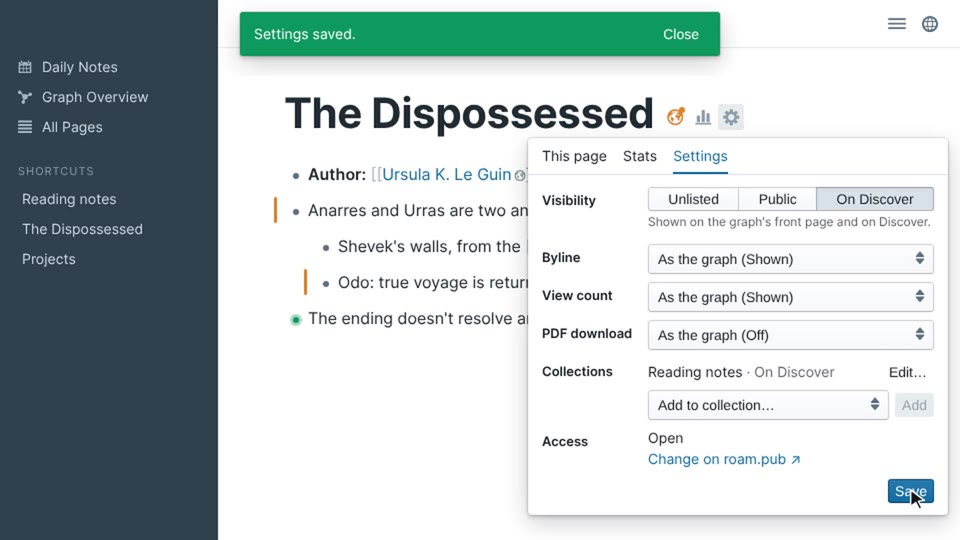 Settings saved.
Close
Daily Notes
Graph Overview
All Pages
SHORTCUTS
Reading notes
The Dispossessed
Projects
The Dispossessed
Author: [[Ursula K. Le Guin
Anarres and Urras are two an
Shevek's walls, from the
Odo: true voyage is return
The ending doesn't resolve an
This page
Stats
Settings
Visibility
Unlisted
Public
On Discover
Shown on the graph's front page and on Discover.
Byline
As the graph (Shown)
View count
As the graph (Shown)
PDF download
As the graph (Off)
Collections
Reading notes · On Discover
Edit…
Add to collection…
Add
Access
Open
Change on roam.pub ↗
Save